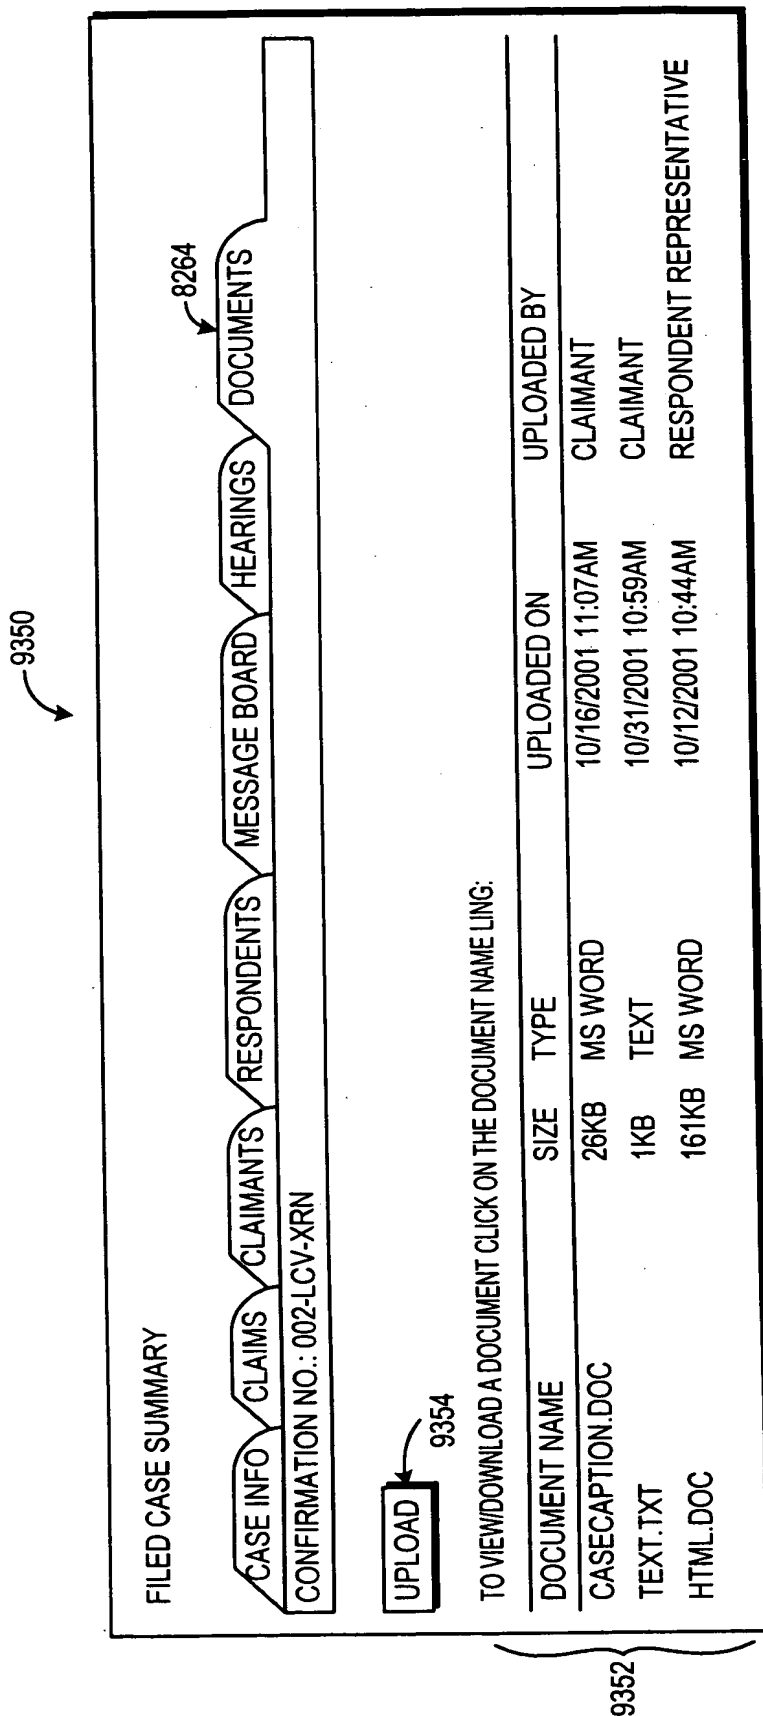 9350
FILED CASE SUMMARY
8264
CASE INFO CLAIMS CLAIMANTS RESPONDENTS MESSAGE BOARD HEARINGS DOCUMENTS
CONFIRMATION NO.: 002-LCV-XRN
UPLOAD
9354
TO VIEW/DOWNLOAD A DOCUMENT CLICK ON THE DOCUMENT NAME LING:
DOCUMENT NAME SIZE TYPE UPLOADED ON UPLOADED BY
CASECAPTION.DOC 26KB MS WORD 10/16/2001 11:07AM CLAIMANT
TEXT.TXT 1KB TEXT 10/31/2001 10:59AM CLAIMANT
HTML.DOC 161KB MS WORD 10/12/2001 10:44AM RESPONDENT REPRESENTATIVE
9352